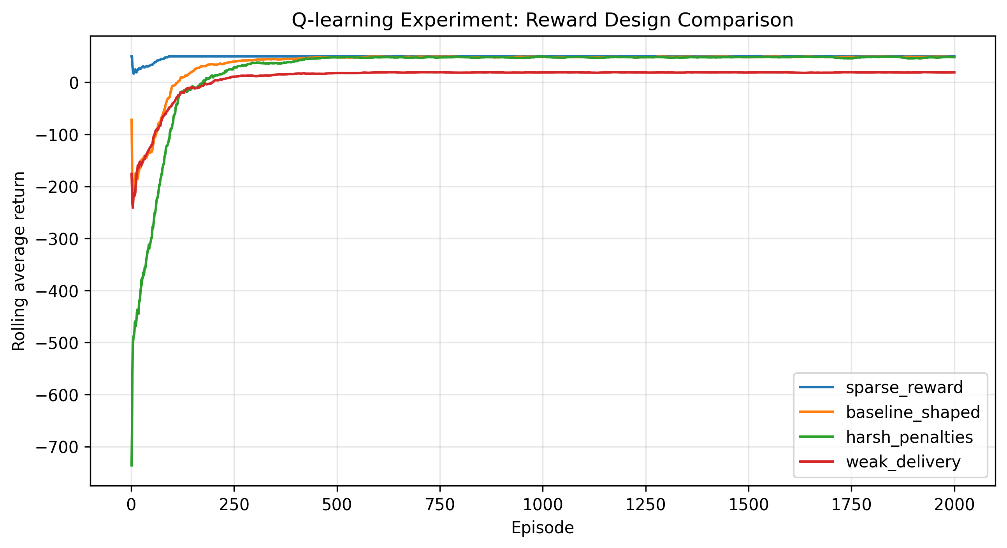 Q-learning Experiment: Reward Design Comparison
Rolling average return
0
−100
−200
−300
−400
−500
−600
−700
0
250
500
750
1000
1250
1500
1750
2000
Episode
sparse_reward
baseline_shaped
harsh_penalties
weak_delivery